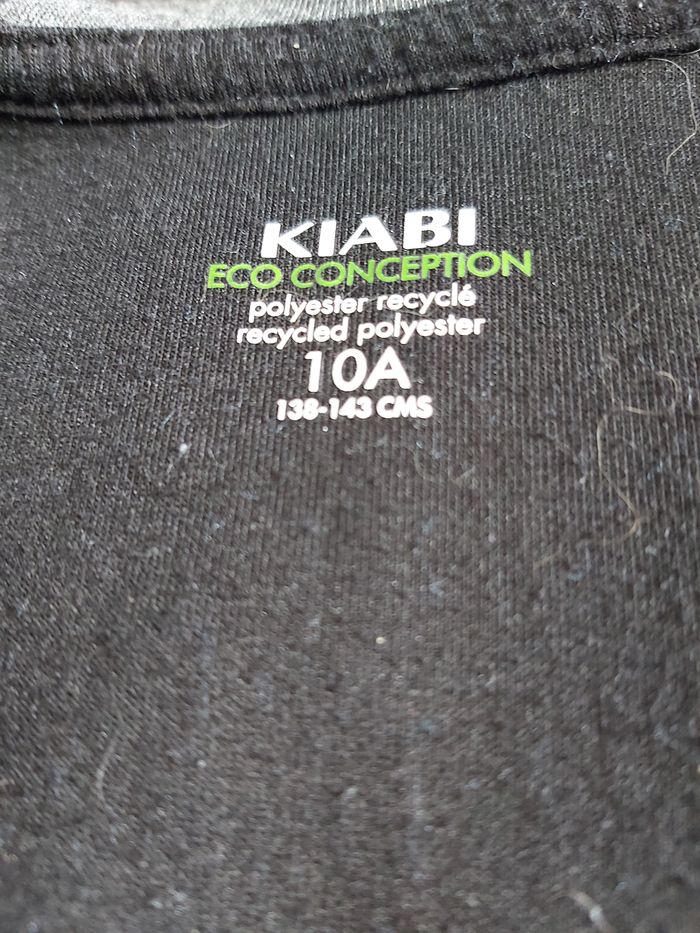 KIABI
ECO CONCEPTION
polyester recyclé
recycled polyester
10A
138-143 CMS